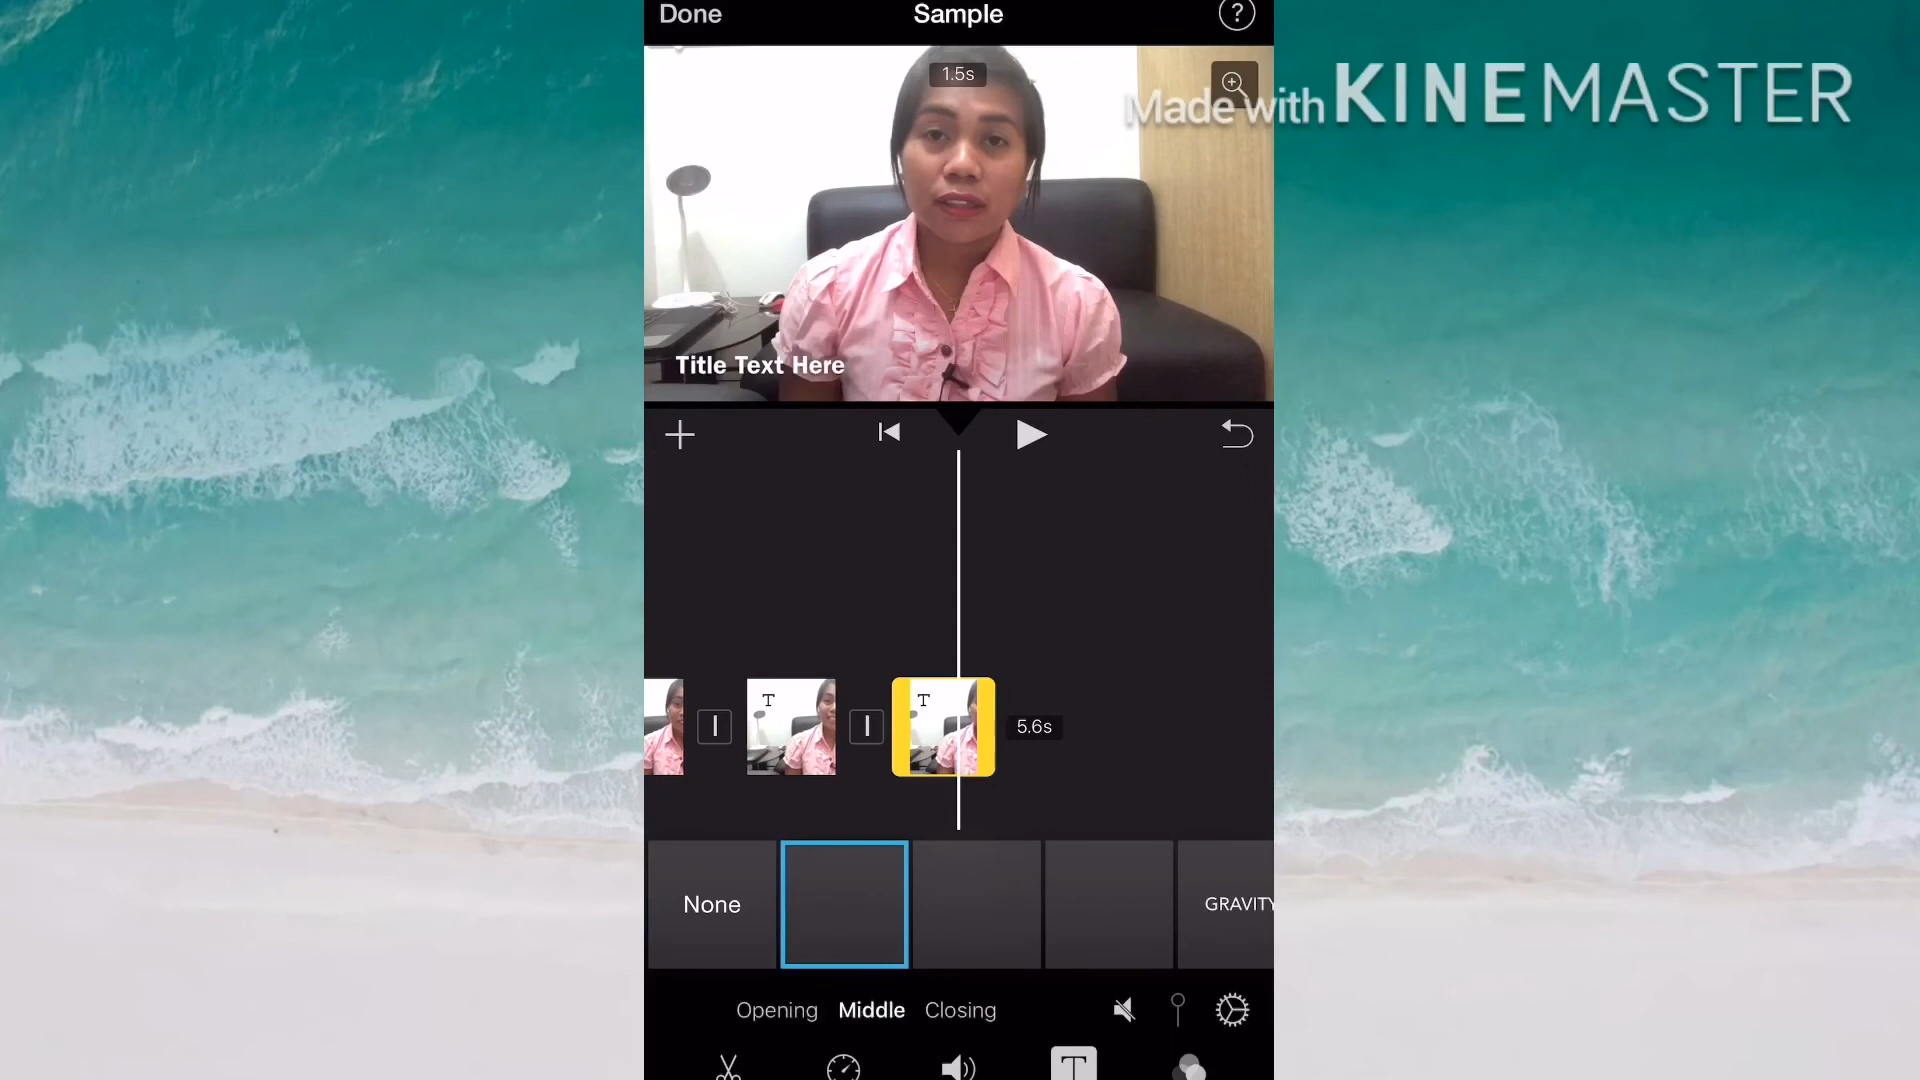 Done
Sample
?
1.5s
Made with KINEMASTER
Title Text Here
T
T
5.6s
None
GRAVITY
Opening
Middle
Closing
T